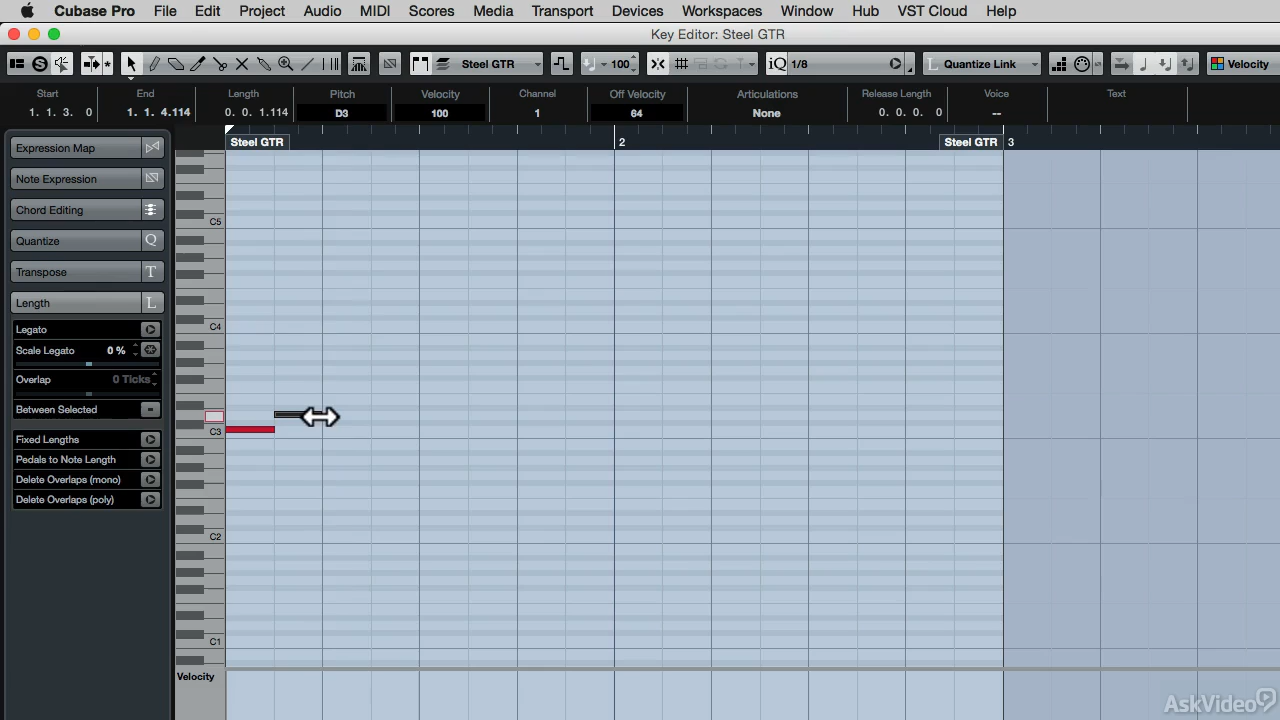 Cubase Pro File Edit Project Audio MIDI Scores Media Transport Devices Workspaces Window Hub VST Cloud Help
Key Editor: Steel GTR
S Steel GTR 100 iQ 1/8 L Quantize Link Velocity
Start End Length Pitch Velocity Channel Off Velocity Articulations Release Length Voice Text
1. 1. 3. 0 1. 1. 4.114 0. 0. 1.114 D3 100 1 64 None 0. 0. 0. 0 --
Steel GTR 2 Steel GTR 3
Expression Map
Note Expression
Chord Editing
Quantize Q
Transpose T
Length L
Legato
Scale Legato 0 %
Overlap 0 Ticks
Between Selected
Fixed Lengths
Pedals to Note Length
Delete Overlaps (mono)
Delete Overlaps (poly)
C5
C4
C3
C2
C1
Velocity
AskVideo